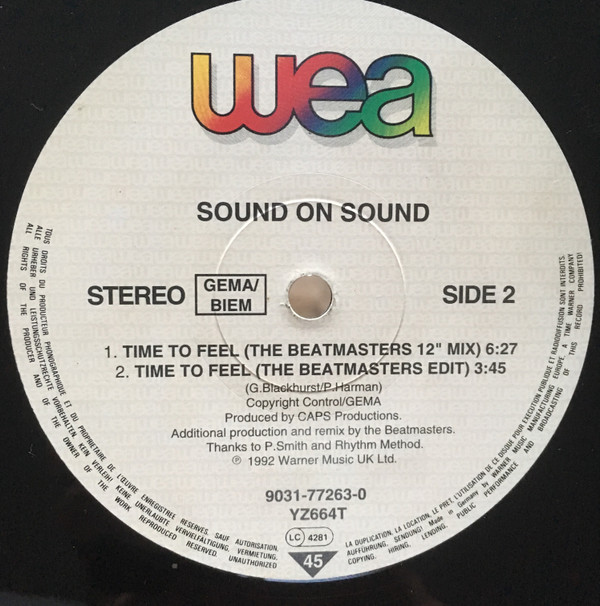 wea
SOUND ON SOUND
STEREO
GEMA/
BIEM
SIDE 2
1. TIME TO FEEL (THE BEATMASTERS 12" MIX) 6:27
2. TIME TO FEEL (THE BEATMASTERS EDIT) 3:45
(G.Blackhurst/P.Harman)
Copyright Control/GEMA
Produced by CAPS Productions.
Additional production and remix by the Beatmasters.
Thanks to P.Smith and Rhythm Method.
℗ 1992 Warner Music UK Ltd.
9031-77263-0
YZ664T
LC 4281
45
TOUS DROITS DU PRODUCTEUR PHONOGRAPHIQUE ET DU PROPRIETAIRE DE L'ŒUVRE ENREGISTREE RESERVES. SAUF AUTORISATION,
LA DUPLICATION, LA LOCATION, LE PRET, L'UTILISATION DE CE DISQUE POUR EXECUTION PUBLIQUE ET RADIODIFFUSION SONT INTERDITS.
ALLE URHEBER UND LEISTUNGSSCHUTZRECHTE VORBEHALTEN. KEIN VERLEIH! KEINE UNERLAUBTE VERVIELFÄLTIGUNG, VERMIETUNG,
AUFFÜHRUNG, SENDUNG! Made in Germany by WARNER MUSIC MANUFACTURING EUROPE. A TIME WARNER COMPANY.
ALL RIGHTS OF THE PRODUCER AND OF THE OWNER OF THE WORK REPRODUCED RESERVED. UNAUTHORIZED
COPYING, HIRING, LENDING, PUBLIC PERFORMANCE AND BROADCASTING OF THIS RECORD PROHIBITED!